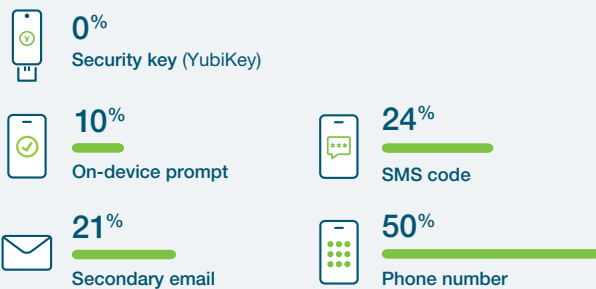 0%
Security key (YubiKey)
10%
On-device prompt
24%
SMS code
21%
Secondary email
50%
Phone number